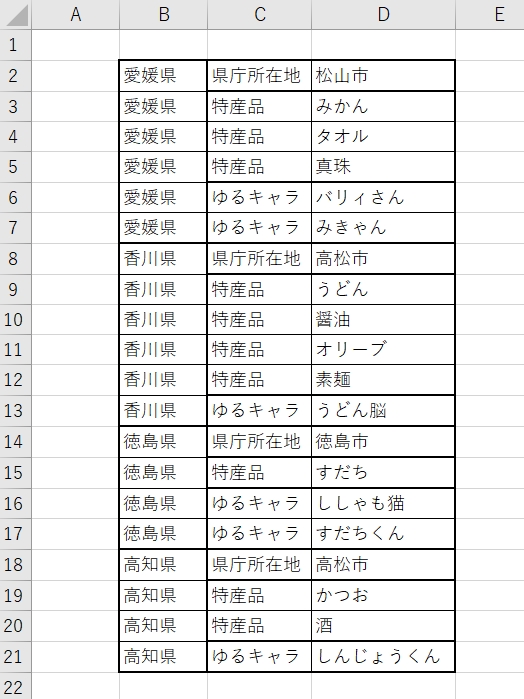 A B C D E
1
2 愛媛県 県庁所在地 松山市
3 愛媛県 特産品 みかん
4 愛媛県 特産品 タオル
5 愛媛県 特産品 真珠
6 愛媛県 ゆるキャラ バリィさん
7 愛媛県 ゆるキャラ みきゃん
8 香川県 県庁所在地 高松市
9 香川県 特産品 うどん
10 香川県 特産品 醤油
11 香川県 特産品 オリーブ
12 香川県 特産品 素麺
13 香川県 ゆるキャラ うどん脳
14 徳島県 県庁所在地 徳島市
15 徳島県 特産品 すだち
16 徳島県 ゆるキャラ ししゃも猫
17 徳島県 ゆるキャラ すだちくん
18 高知県 県庁所在地 高松市
19 高知県 特産品 かつお
20 高知県 特産品 酒
21 高知県 ゆるキャラ しんじょうくん
22